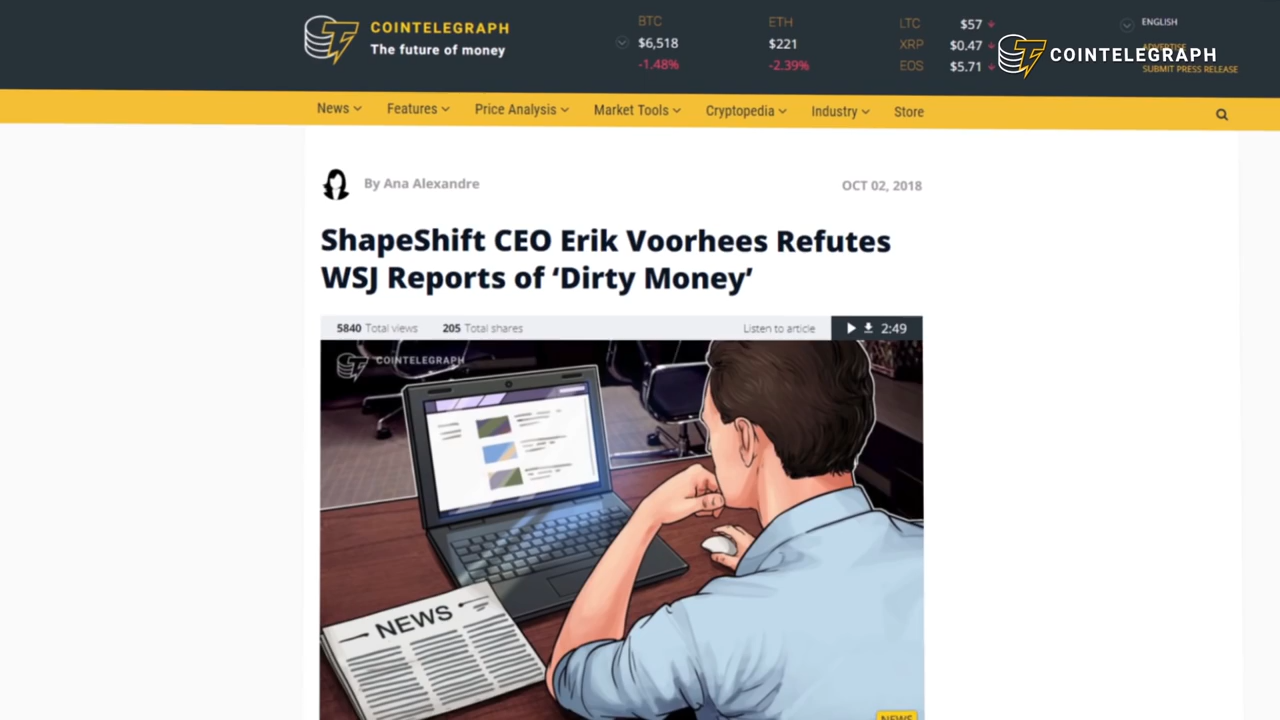 COINTELEGRAPH
The future of money
BTC
$6,518
-1.48%
ETH
$221
-2.39%
LTC $57
XRP $0.47
EOS $5.71
ENGLISH
ADVERTISE
SUBMIT PRESS RELEASE
COINTELEGRAPH
News Features Price Analysis Market Tools Cryptopedia Industry Store
By Ana Alexandre
OCT 02, 2018
ShapeShift CEO Erik Voorhees Refutes
WSJ Reports of ‘Dirty Money’
5840 Total views 205 Total shares Listen to article 2:49
COINTELEGRAPH
NEWS
NEWS